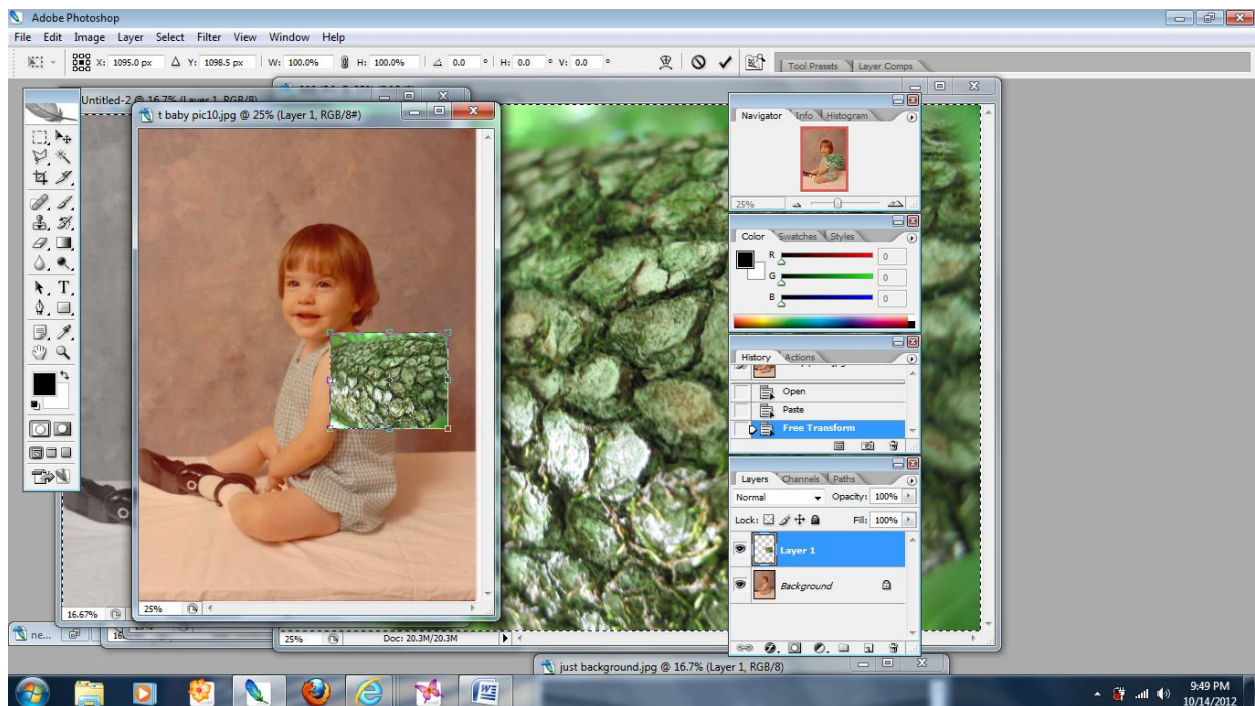 Adobe Photoshop
File Edit Image Layer Select Filter View Window Help
X: 1095.0 px Y: 1098.5 px W: 100.0% H: 100.0% 0.0 ° H: 0.0 ° V: 0.0 °
Tool Presets Layer Comps
Untitled-2 @ 16.7% (Layer 1, RGB/8)
t baby pic10.jpg @ 25% (Layer 1, RGB/8#)
Navigator Info Histogram
25%
Color Swatches Styles
R 0
G 0
B 0
History Actions
Open
Paste
Free Transform
Layers Channels Paths
Normal Opacity: 100%
Lock: Fill: 100%
Layer 1
Background
16.67%
25%
ne...
25% Doc: 20.3M/20.3M
just background.jpg @ 16.7% (Layer 1, RGB/8)
9:49 PM
10/14/2012